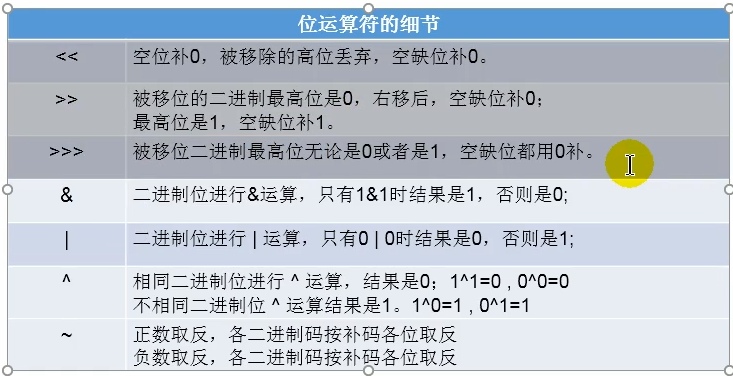 位运算符的细节
<< 空位补0，被移除的高位丢弃，空缺位补0。
>> 被移位的二进制最高位是0，右移后，空缺位补0；
最高位是1，空缺位补1。
>>> 被移位二进制最高位无论是0或者是1，空缺位都用0补。
& 二进制位进行&运算，只有1&1时结果是1，否则是0;
| 二进制位进行 | 运算，只有0 | 0时结果是0，否则是1;
^ 相同二进制位进行 ^ 运算，结果是0；1^1=0 , 0^0=0
不相同二进制位 ^ 运算结果是1。1^0=1 , 0^1=1
~ 正数取反，各二进制码按补码各位取反
负数取反，各二进制码按补码各位取反